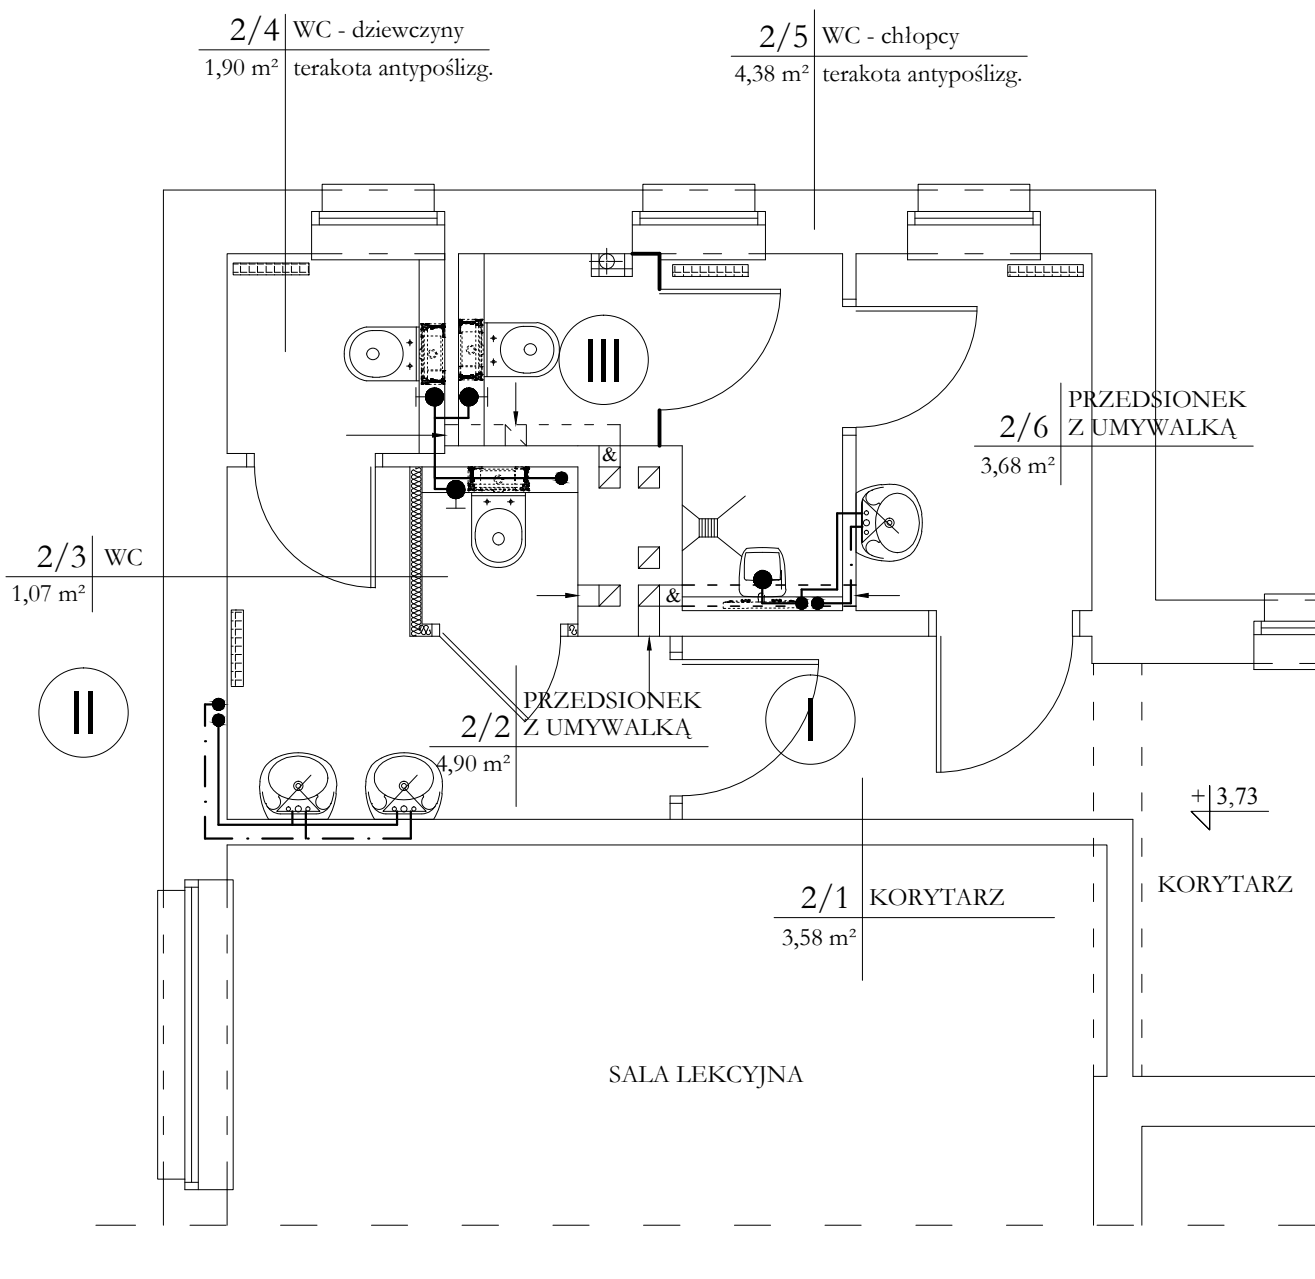 2/4 WC - dziewczyny
1,90 m² terakota antypoślizg.
2/5 WC - chłopcy
4,38 m² terakota antypoślizg.
III
PRZEDSIONEK
2/6 Z UMYWALKĄ
3,68 m²
&
2/3 WC
1,07 m²
&
II
PRZEDSIONEK
2/2 Z UMYWALKĄ
4,90 m²
I
+ 3,73
KORYTARZ
2/1 KORYTARZ
3,58 m²
SALA LEKCYJNA